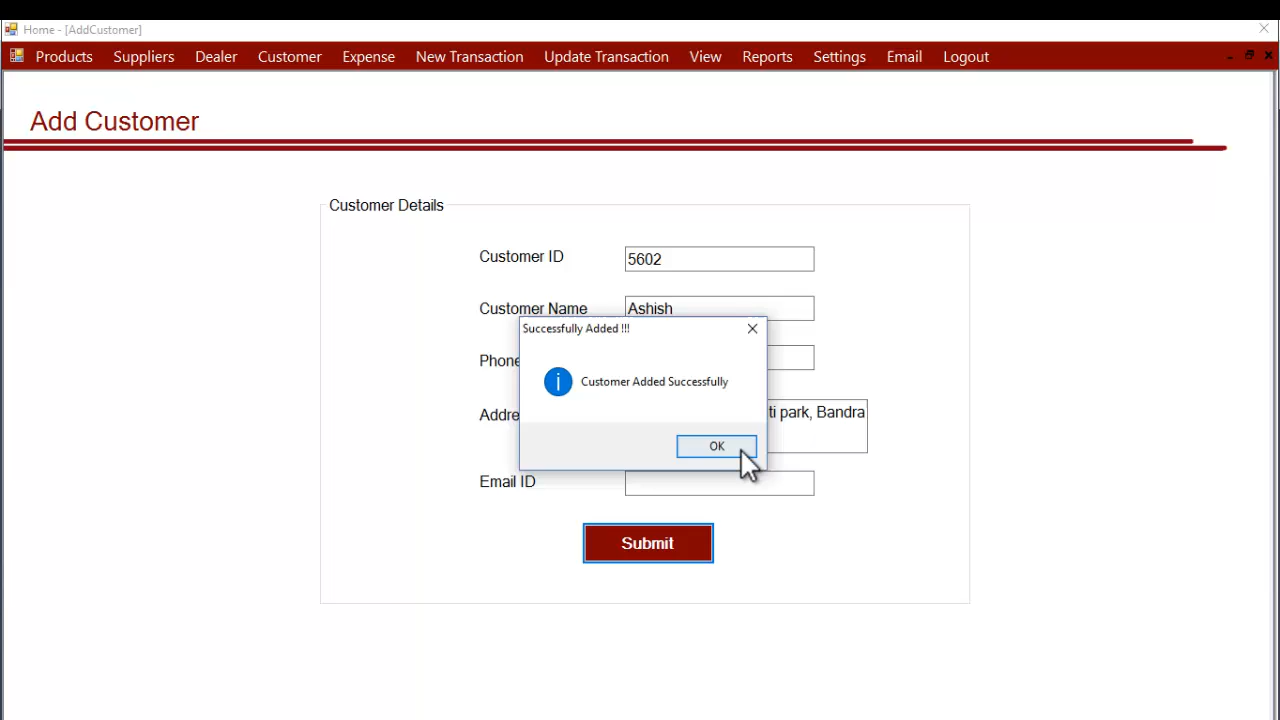 Home - [AddCustomer]
Products Suppliers Dealer Customer Expense New Transaction Update Transaction View Reports Settings Email Logout
Add Customer
Customer Details
Customer ID 5602
Customer Name Ashish
Successfully Added !!!
Phone
Customer Added Successfully
Addre ti park, Bandra
OK
Email ID
Submit